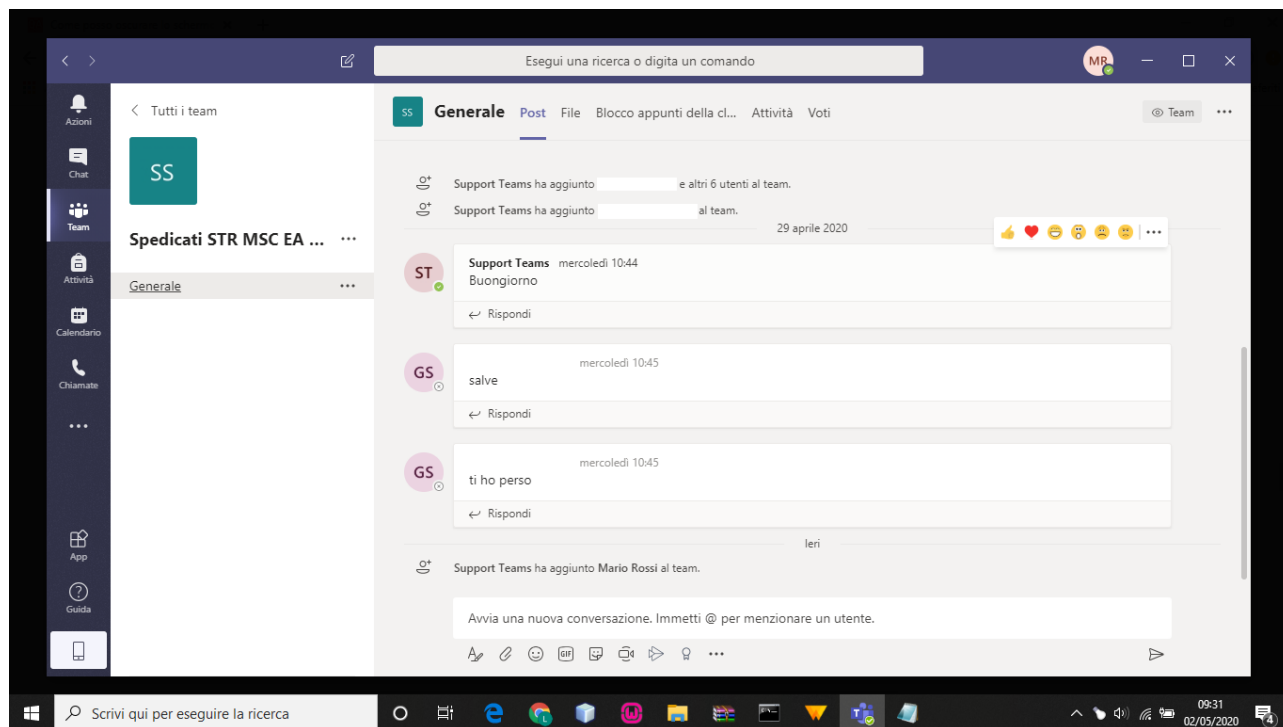 Esegui una ricerca o digita un comando
MR
Azioni
Chat
Team
Attività
Calendario
Chiamate
App
Guida
Tutti i team
SS
Spedicati STR MSC EA ...
Generale
SS Generale Post File Blocco appunti della cl... Attività Voti
Team
Support Teams ha aggiunto e altri 6 utenti al team.
Support Teams ha aggiunto al team.
29 aprile 2020
ST
Support Teams mercoledì 10:44
Buongiorno
Rispondi
GS
mercoledì 10:45
salve
Rispondi
GS
mercoledì 10:45
ti ho perso
Rispondi
Ieri
Support Teams ha aggiunto Mario Rossi al team.
Avvia una nuova conversazione. Immetti @ per menzionare un utente.
GIF
Scrivi qui per eseguire la ricerca
09:31
02/05/2020